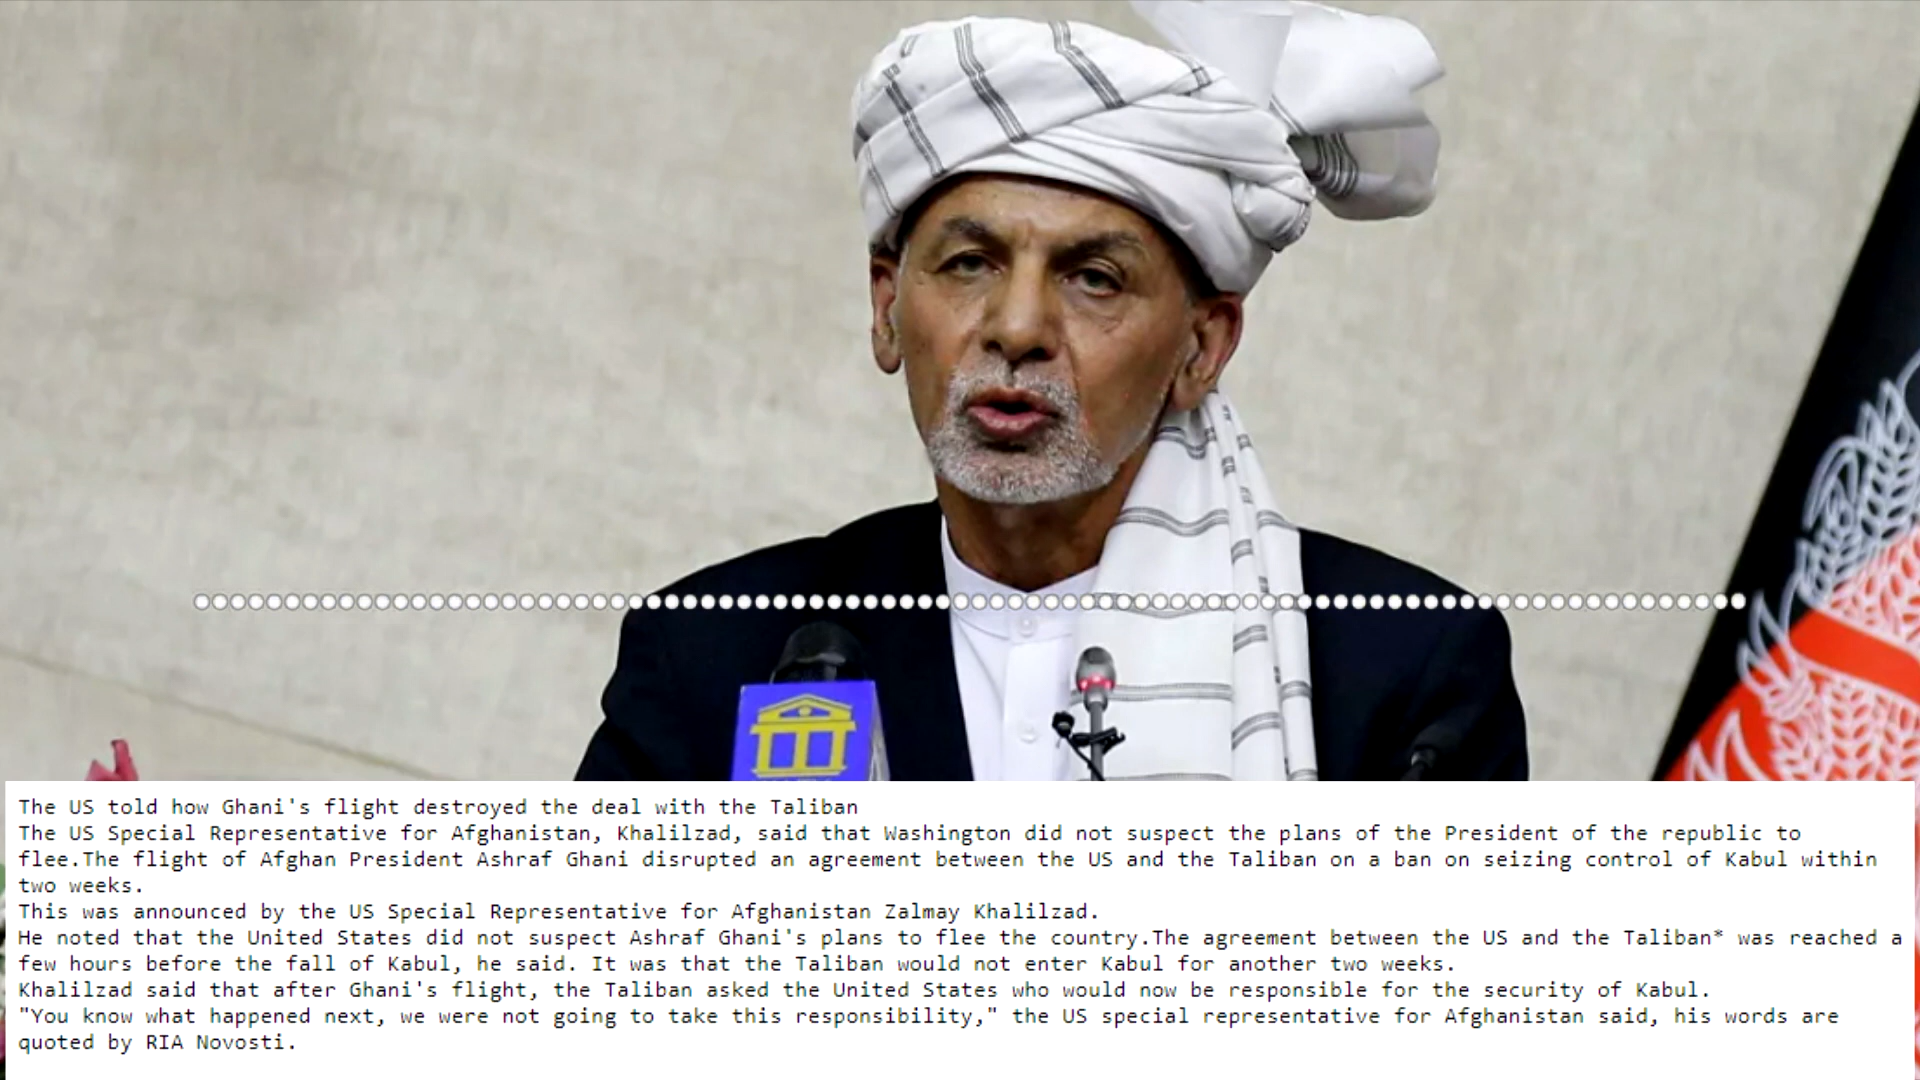 The US told how Ghani's flight destroyed the deal with the Taliban
The US Special Representative for Afghanistan, Khalilzad, said that Washington did not suspect the plans of the President of the republic to
flee.The flight of Afghan President Ashraf Ghani disrupted an agreement between the US and the Taliban on a ban on seizing control of Kabul within
two weeks.
This was announced by the US Special Representative for Afghanistan Zalmay Khalilzad.
He noted that the United States did not suspect Ashraf Ghani's plans to flee the country.The agreement between the US and the Taliban* was reached a
few hours before the fall of Kabul, he said. It was that the Taliban would not enter Kabul for another two weeks.
Khalilzad said that after Ghani's flight, the Taliban asked the United States who would now be responsible for the security of Kabul.
"You know what happened next, we were not going to take this responsibility," the US special representative for Afghanistan said, his words are
quoted by RIA Novosti.